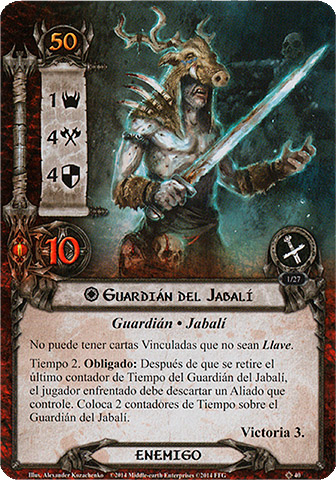 50
1
4
4
10
1/27
Guardián del Jabalí
Guardián • Jabalí
No puede tener cartas Vinculadas que no sean Llave.
Tiempo 2. Obligado: Después de que se retire el
último contador de Tiempo del Guardián del Jabalí,
el jugador enfrentado debe descartar un Aliado que
controle. Coloca 2 contadores de Tiempo sobre el
Guardián del Jabalí.
Victoria 3.
ENEMIGO
Illus. Alexander Kozachenko ©2014 Middle-earth Enterprises ©2014 FFG 40